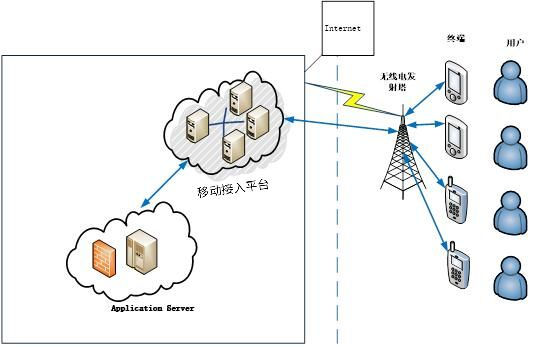 Internet
终端
用户
无线电发
射塔
移动接入平台
Application Server